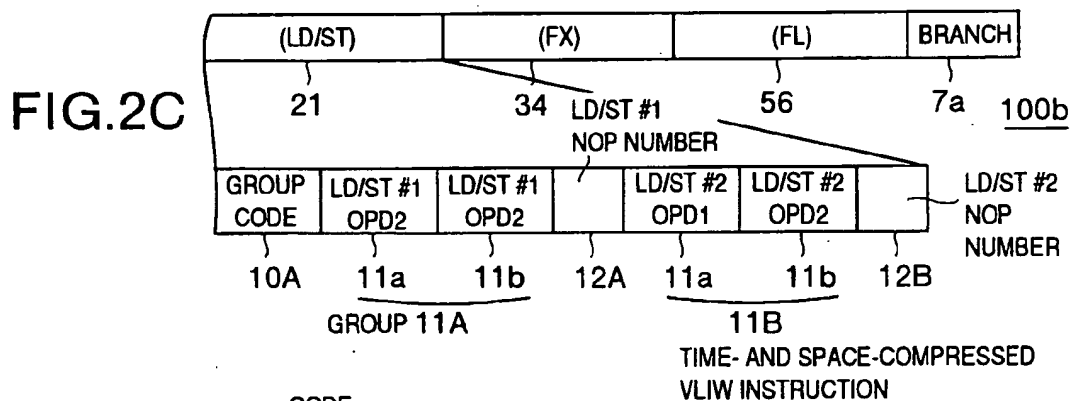 (LD/ST) (FX) (FL) BRANCH
FIG.2C
21 34 56 7a 100b
LD/ST #1
NOP NUMBER
GROUP
CODE
LD/ST #1
OPD2
LD/ST #1
OPD2
LD/ST #2
OPD1
LD/ST #2
OPD2
LD/ST #2
NOP
NUMBER
10A 11a 11b 12A 11a 11b 12B
GROUP 11A 11B
TIME- AND SPACE-COMPRESSED
VLIW INSTRUCTION